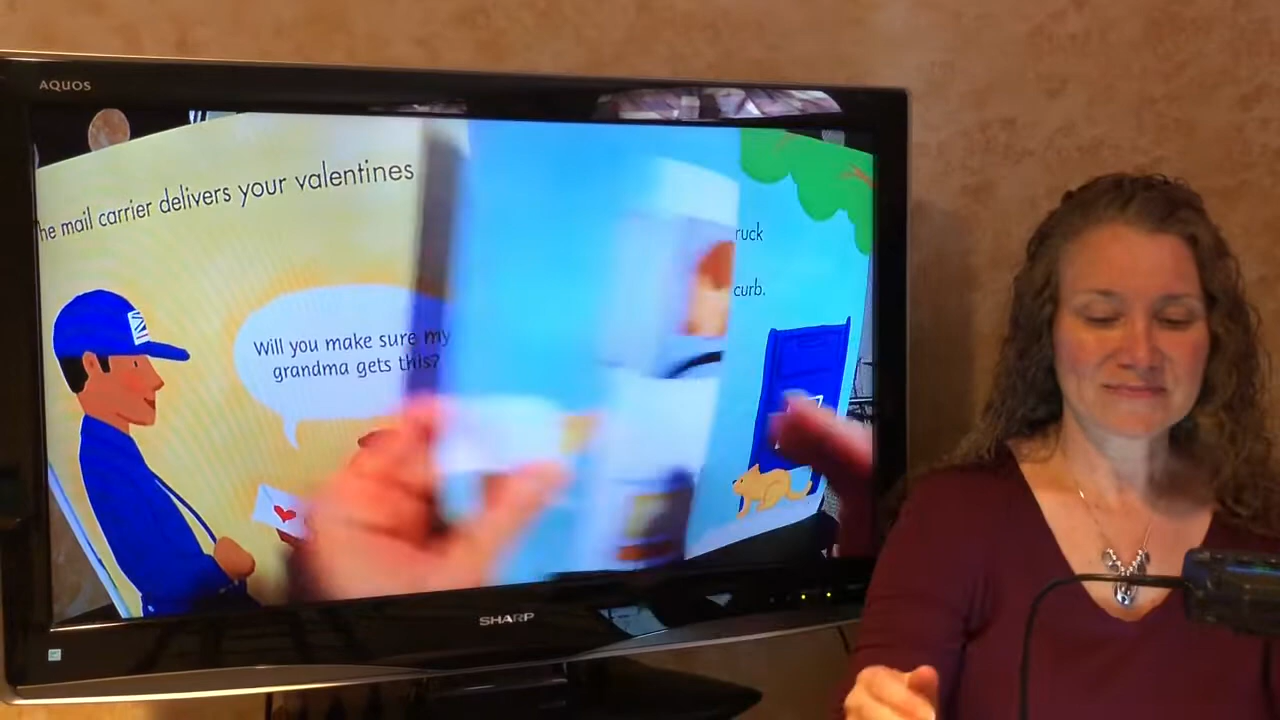 AQUOS
he mail carrier delivers your valentines
Will you make sure my
grandma gets this?
ruck
curb.
SHARP